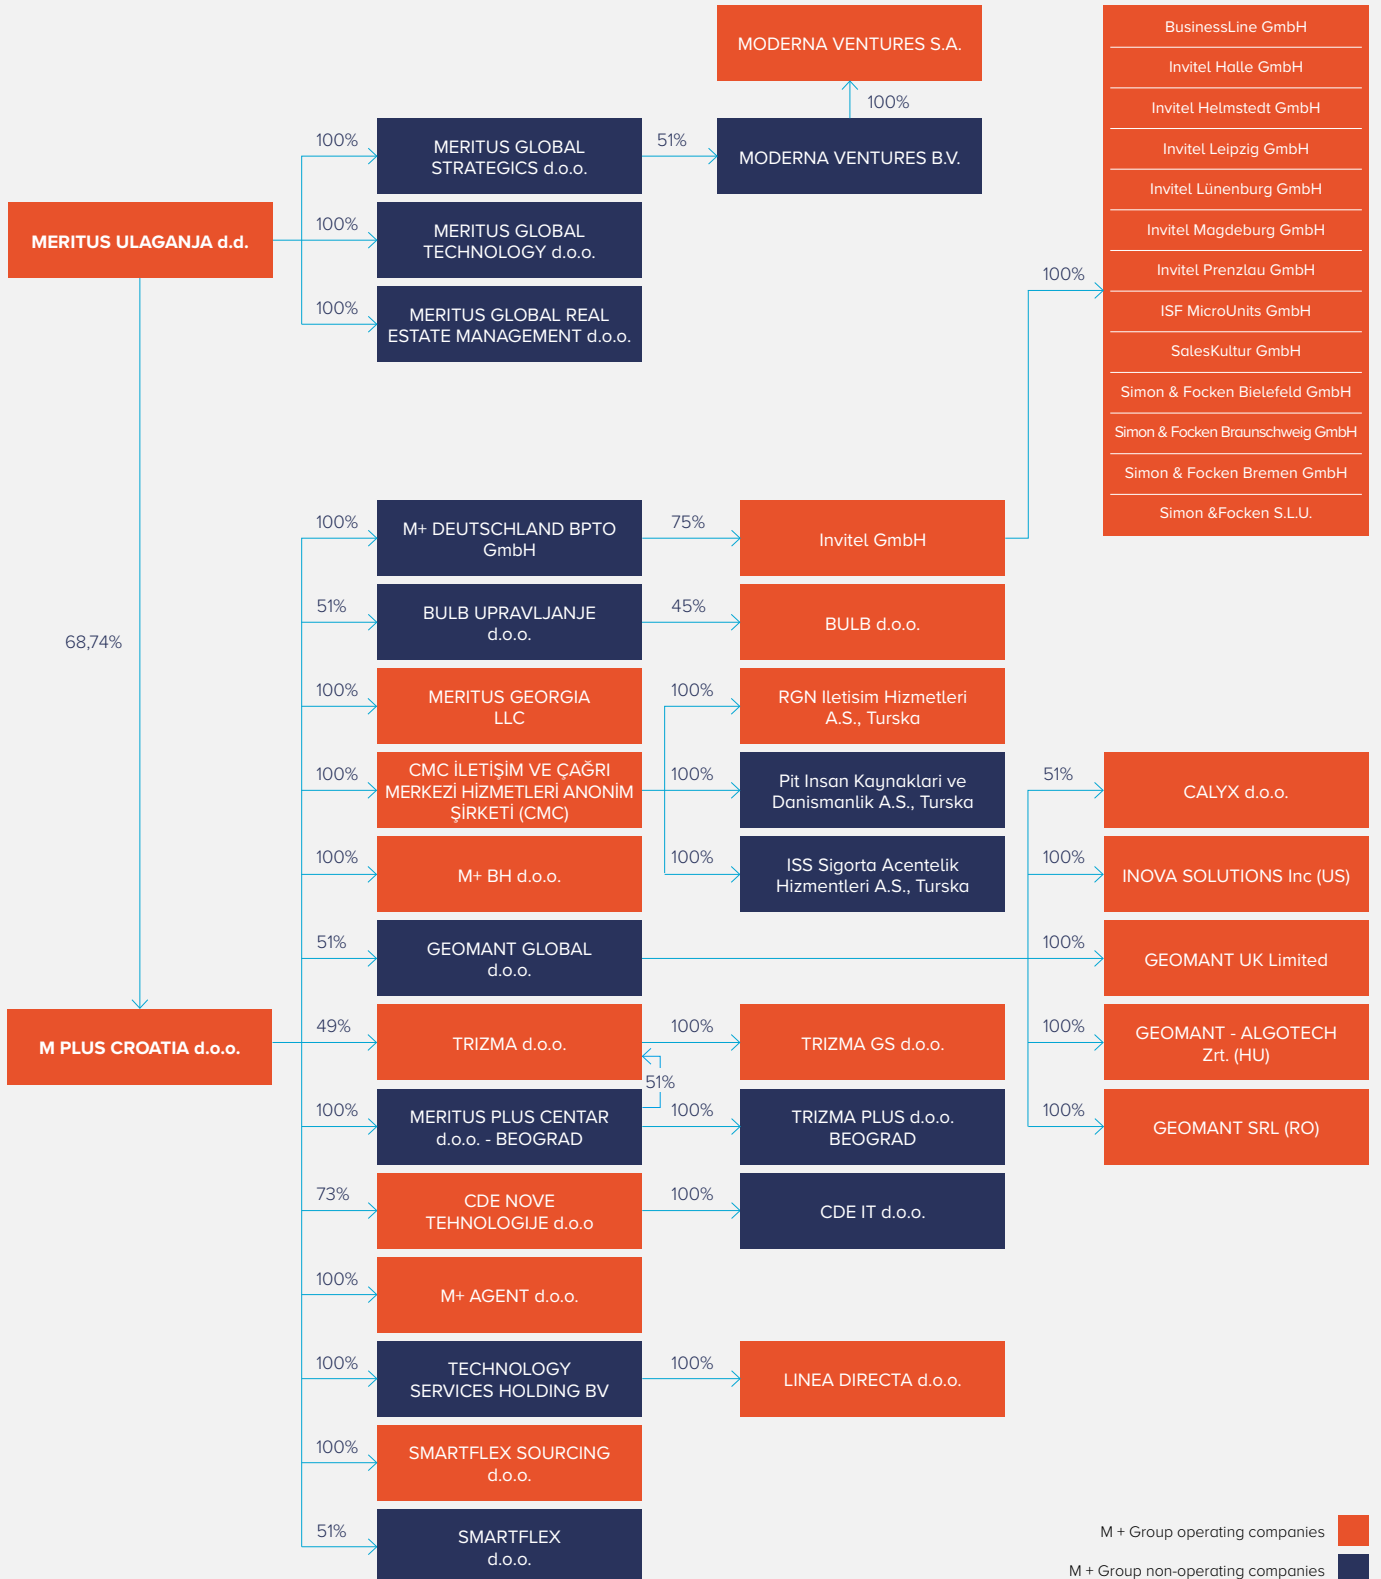 MODERNA VENTURES S.A.
100%
100%
MERITUS GLOBAL
STRATEGICS d.o.o.
51%
MODERNA VENTURES B.V.
MERITUS ULAGANJA d.d.
100%
MERITUS GLOBAL
TECHNOLOGY d.o.o.
100%
MERITUS GLOBAL REAL
ESTATE MANAGEMENT d.o.o.
BusinessLine GmbH
Invitel Halle GmbH
Invitel Helmstedt GmbH
Invitel Leipzig GmbH
Invitel Lünenburg GmbH
Invitel Magdeburg GmbH
Invitel Prenzlau GmbH
ISF MicroUnits GmbH
SalesKultur GmbH
Simon & Focken Bielefeld GmbH
Simon & Focken Braunschweig GmbH
Simon & Focken Bremen GmbH
Simon &Focken S.L.U.
100%
68,74%
M PLUS CROATIA d.o.o.
100%
M+ DEUTSCHLAND BPTO
GmbH
75%
Invitel GmbH
51%
BULB UPRAVLJANJE
d.o.o.
45%
BULB d.o.o.
100%
MERITUS GEORGIA
LLC
100%
RGN Iletisim Hizmetleri
A.S., Turska
100%
CMC İLETİŞİM VE ÇAĞRI
MERKEZİ HİZMETLERİ ANONİM
ŞİRKETİ (CMC)
100%
Pit Insan Kaynaklari ve
Danismanlik A.S., Turska
51%
CALYX d.o.o.
100%
M+ BH d.o.o.
100%
ISS Sigorta Acentelik
Hizmentleri A.S., Turska
100%
INOVA SOLUTIONS Inc (US)
51%
GEOMANT GLOBAL
d.o.o.
100%
GEOMANT UK Limited
49%
TRIZMA d.o.o.
100%
TRIZMA GS d.o.o.
100%
GEOMANT - ALGOTECH
Zrt. (HU)
51%
100%
MERITUS PLUS CENTAR
d.o.o. - BEOGRAD
100%
TRIZMA PLUS d.o.o.
BEOGRAD
100%
GEOMANT SRL (RO)
73%
CDE NOVE
TEHNOLOGIJE d.o.o
100%
CDE IT d.o.o.
100%
M+ AGENT d.o.o.
100%
TECHNOLOGY
SERVICES HOLDING BV
100%
LINEA DIRECTA d.o.o.
100%
SMARTFLEX SOURCING
d.o.o.
51%
SMARTFLEX
d.o.o.
M + Group operating companies
M + Group non-operating companies